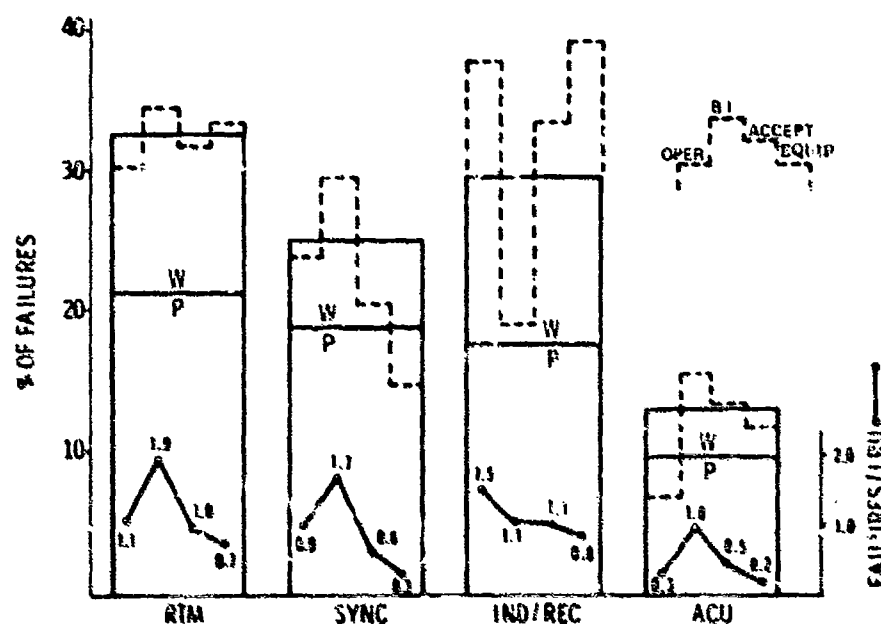 40
30
20
10
% OF FAILURES
W
P
1.1
1.9
1.0
0.7
RTM
W
P
0.9
1.7
0.6
SYNC
W
P
1.5
1.1
1.1
0.8
IND/REC
OPER
B I
ACCEPT
EQUIP
W
P
0.3
1.0
0.5
0.2
ACU
2.0
1.0
FAILURES/LRU